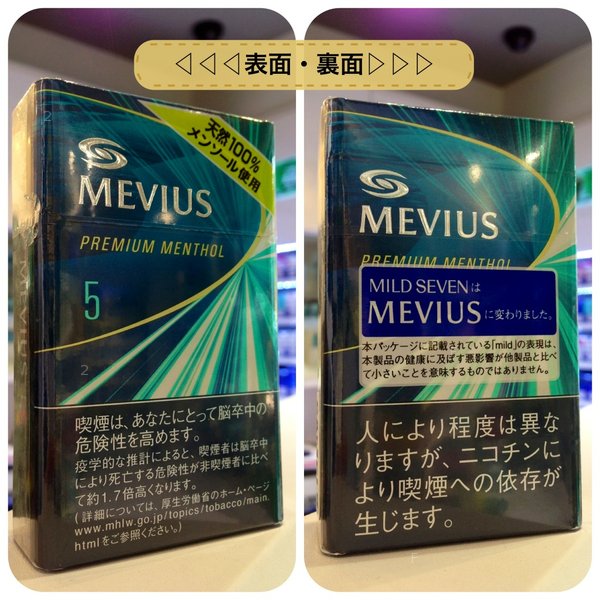 ◁◁◁表面・裏面▷▷▷
2
天然100%
メンソール使用
MEVIUS
PREMIUM MENTHOL
5
2
MEVIUS
喫煙は、あなたにとって脳卒中の
危険性を高めます。
疫学的な推計によると、喫煙者は脳卒中
により死亡する危険性が非喫煙者に比べ
て約1.7倍高くなります。
(詳細については、厚生労働省のホーム・ページ
www.mhlw.go.jp/topics/tobacco/main.
htmlをご参照ください。)
MEVIUS
PREMIUM MENTHOL
MILD SEVENは
MEVIUSに変わりました。
本パッケージに記載されている「mild」の表現は、
本製品の健康に及ぼす悪影響が他製品と比べ
て小さいことを意味するものではありません。
人により程度は異な
りますが、ニコチンに
より喫煙への依存が
生じます。